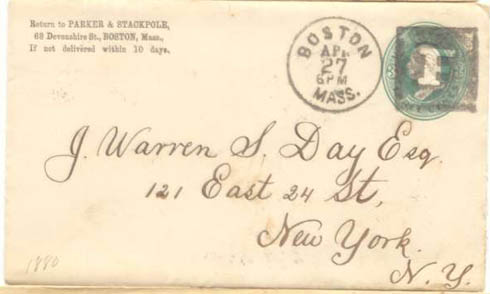 Return to PARKER & STACKPOLE,
68 Devonshire St., BOSTON, Mass.,
If not delivered within 10 days.
BOSTON
APR
27
6 PM
MASS.
J. Warren S. Day Esq.
121 East 24 St,
New York.
N. Y.
1880